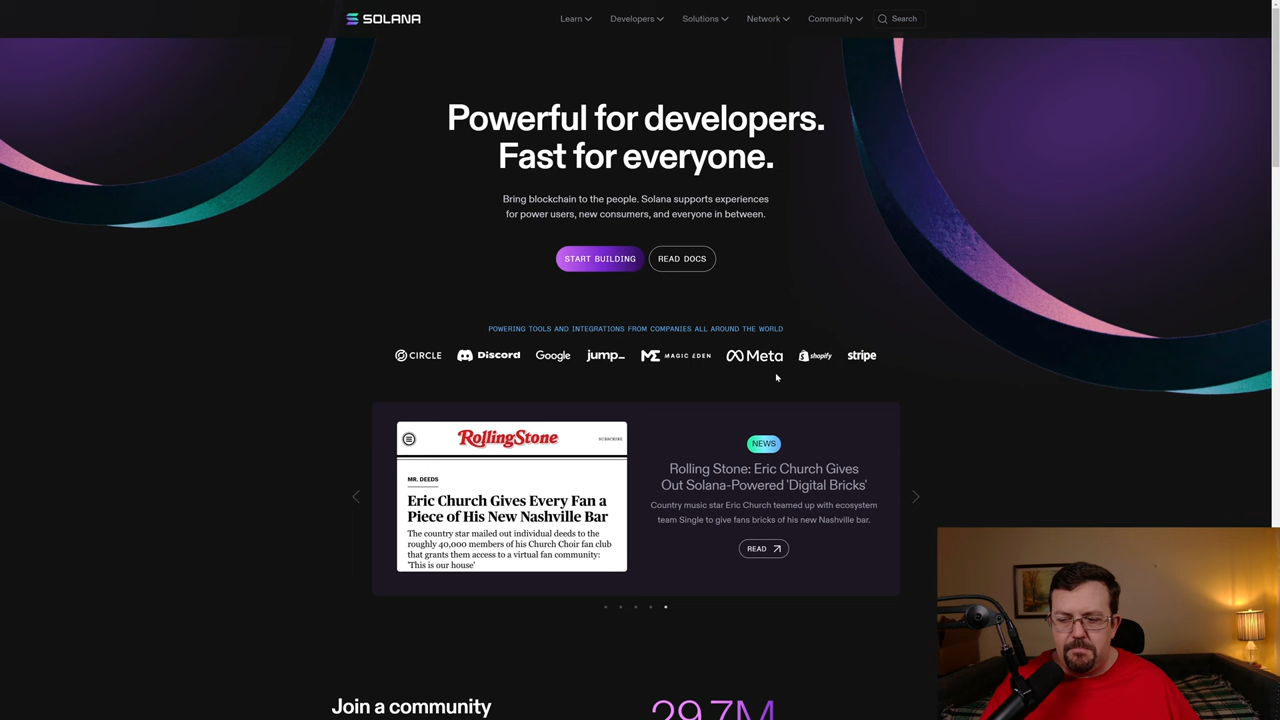 SOLANA
Learn Developers Solutions Network Community Search
Powerful for developers.
Fast for everyone.
Bring blockchain to the people. Solana supports experiences
for power users, new consumers, and everyone in between.
START BUILDING READ DOCS
POWERING TOOLS AND INTEGRATIONS FROM COMPANIES ALL AROUND THE WORLD
CIRCLE Discord Google jump_ ME MAGIC EDEN Meta shopify stripe
RollingStone SUBSCRIBE
MR. DEEDS
Eric Church Gives Every Fan a
Piece of His New Nashville Bar
The country star mailed out individual deeds to the
roughly 40,000 members of his Church Choir fan club
that grants them access to a virtual fan community:
'This is our house'
NEWS
Rolling Stone: Eric Church Gives
Out Solana-Powered 'Digital Bricks'
Country music star Eric Church teamed up with ecosystem
team Single to give fans bricks of his new Nashville bar.
READ
Join a community
29.7M